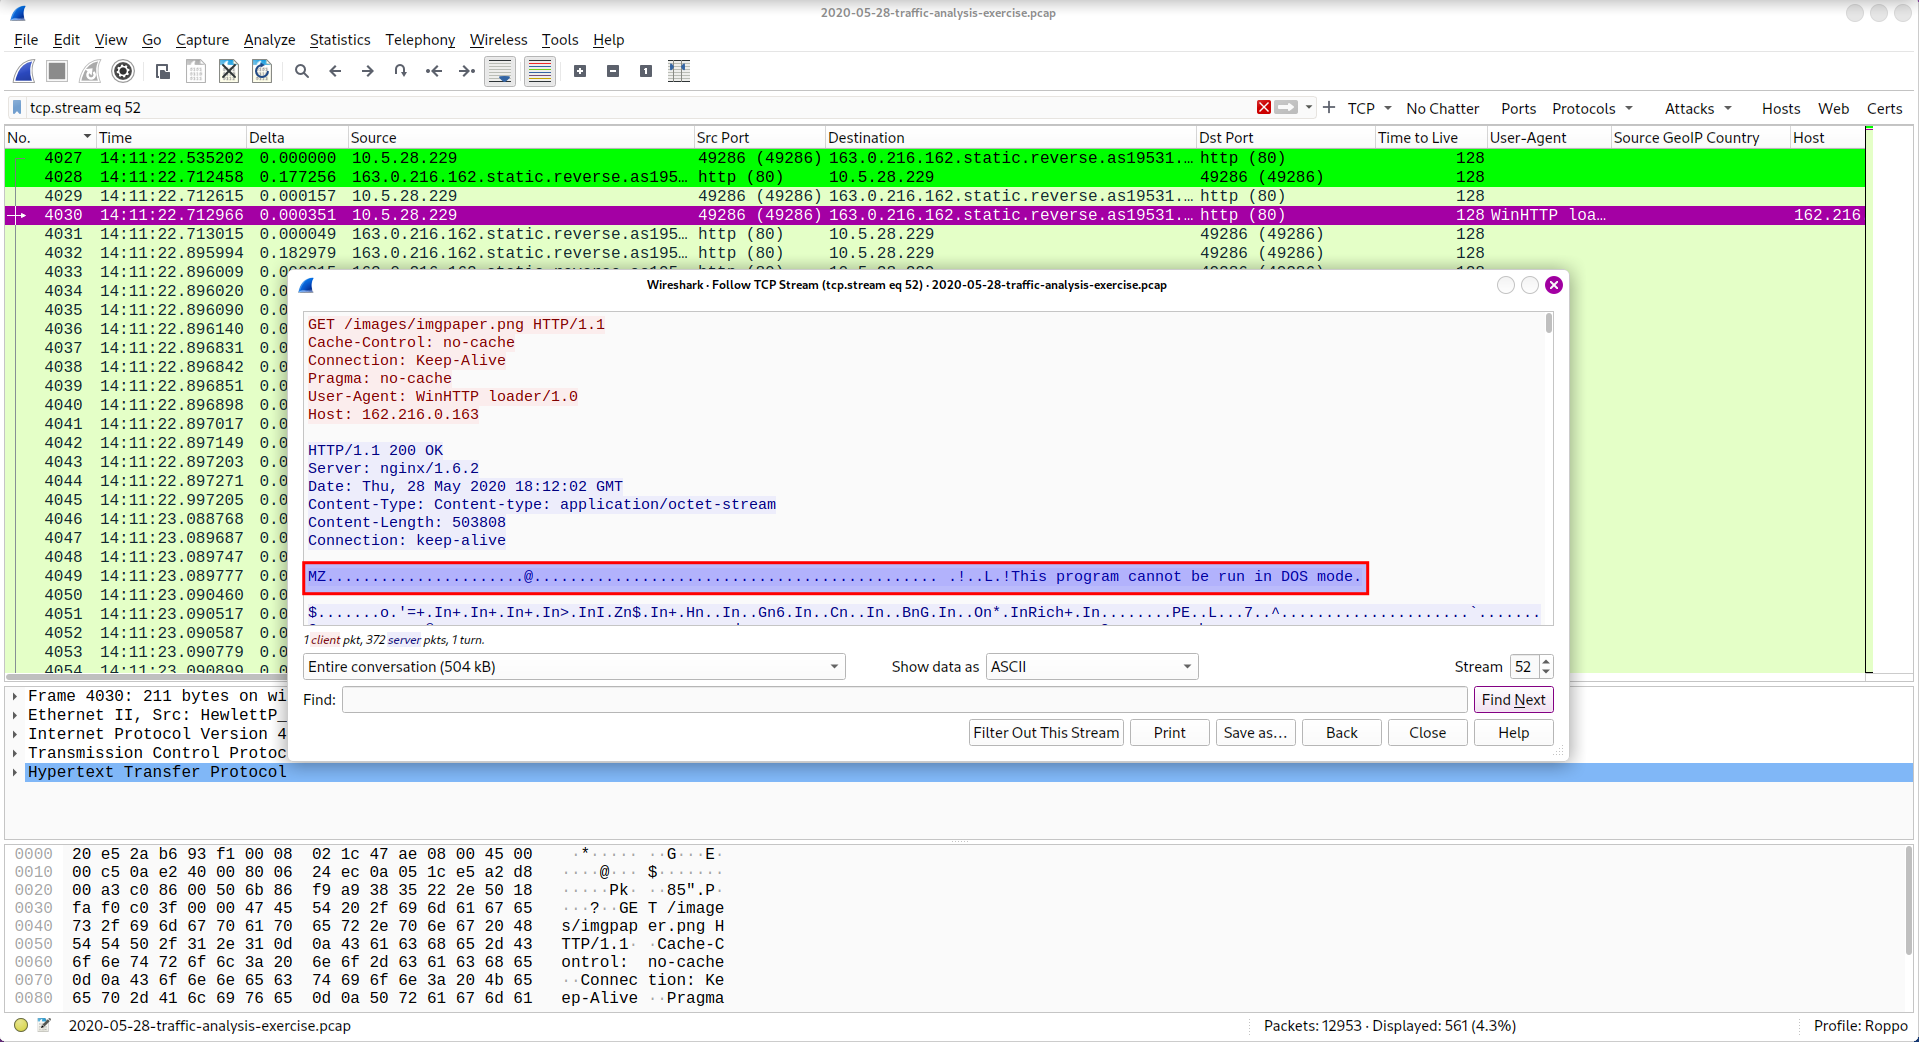 2020-05-28-traffic-analysis-exercise.pcap
File Edit View Go Capture Analyze Statistics Telephony Wireless Tools Help
tcp.stream eq 52 TCP No Chatter Ports Protocols Attacks Hosts Web Certs
No. Time Delta Source Src Port Destination Dst Port Time to Live User-Agent Source GeoIP Country Host
4027 14:11:22.535202 0.000000 10.5.28.229 49286 (49286) 163.0.216.162.static.reverse.as19531.… http (80) 128
4028 14:11:22.712458 0.177256 163.0.216.162.static.reverse.as195… http (80) 10.5.28.229 49286 (49286) 128
4029 14:11:22.712615 0.000157 10.5.28.229 49286 (49286) 163.0.216.162.static.reverse.as19531.… http (80) 128
4030 14:11:22.712966 0.000351 10.5.28.229 49286 (49286) 163.0.216.162.static.reverse.as19531.… http (80) 128 WinHTTP loa… 162.216
4031 14:11:22.713015 0.000049 163.0.216.162.static.reverse.as195… http (80) 10.5.28.229 49286 (49286) 128
4032 14:11:22.895994 0.182979 163.0.216.162.static.reverse.as195… http (80) 10.5.28.229 49286 (49286) 128
4033 14:11:22.896009
4034 14:11:22.896020 0.0
4035 14:11:22.896090 0.0
4036 14:11:22.896140 0.0
4037 14:11:22.896831 0.0
4038 14:11:22.896842 0.0
4039 14:11:22.896851 0.0
4040 14:11:22.896898 0.0
4041 14:11:22.897017 0.0
4042 14:11:22.897149 0.0
4043 14:11:22.897203 0.0
4044 14:11:22.897271 0.0
4045 14:11:22.997205 0.0
4046 14:11:23.088768 0.0
4047 14:11:23.089687 0.0
4048 14:11:23.089747 0.0
4049 14:11:23.089777 0.0
4050 14:11:23.090460 0.0
4051 14:11:23.090517 0.0
4052 14:11:23.090587 0.0
4053 14:11:23.090779 0.0
4054 14:11:23.090899 0.0
Wireshark · Follow TCP Stream (tcp.stream eq 52) · 2020-05-28-traffic-analysis-exercise.pcap
GET /images/imgpaper.png HTTP/1.1
Cache-Control: no-cache
Connection: Keep-Alive
Pragma: no-cache
User-Agent: WinHTTP loader/1.0
Host: 162.216.0.163
HTTP/1.1 200 OK
Server: nginx/1.6.2
Date: Thu, 28 May 2020 18:12:02 GMT
Content-Type: Content-type: application/octet-stream
Content-Length: 503808
Connection: keep-alive
MZ......................@............................................. .!..L.!This program cannot be run in DOS mode.
$.......o.'=+.In+.In+.In+.In>.InI.Zn$.In+.Hn..In..Gn6.In..Cn..In..BnG.In..On*.InRich+.In........PE..L...7..^.....................`.......
1 client pkt, 372 server pkts, 1 turn.
Entire conversation (504 kB) Show data as ASCII Stream 52
Find: Find Next
Filter Out This Stream Print Save as… Back Close Help
Frame 4030: 211 bytes on wi
Ethernet II, Src: HewlettP_
Internet Protocol Version 4
Transmission Control Protoc
Hypertext Transfer Protocol
0000 20 e5 2a b6 93 f1 00 08 02 1c 47 ae 08 00 45 00 ·*····· ··G···E·
0010 00 c5 0a e2 40 00 80 06 24 ec 0a 05 1c e5 a2 d8 ····@··· $·······
0020 00 a3 c0 86 00 50 6b 86 f9 a9 38 35 22 2e 50 18 ·····Pk· ··85".P·
0030 fa f0 c0 3f 00 00 47 45 54 20 2f 69 6d 61 67 65 ···?··GE T /image
0040 73 2f 69 6d 67 70 61 70 65 72 2e 70 6e 67 20 48 s/imgpap er.png H
0050 54 54 50 2f 31 2e 31 0d 0a 43 61 63 68 65 2d 43 TTP/1.1· ·Cache-C
0060 6f 6e 74 72 6f 6c 3a 20 6e 6f 2d 63 61 63 68 65 ontrol: no-cache
0070 0d 0a 43 6f 6e 6e 65 63 74 69 6f 6e 3a 20 4b 65 ··Connec tion: Ke
0080 65 70 2d 41 6c 69 76 65 0d 0a 50 72 61 67 6d 61 ep-Alive ··Pragma
2020-05-28-traffic-analysis-exercise.pcap Packets: 12953 · Displayed: 561 (4.3%) Profile: Roppo